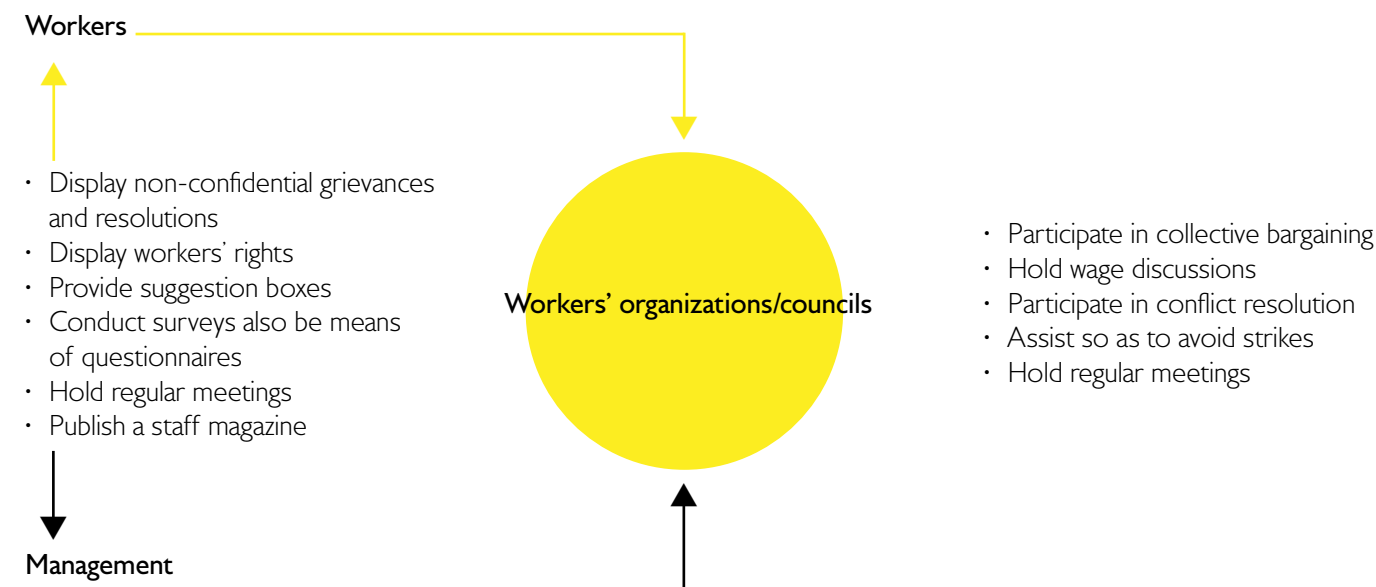 Workers
• Display non-confidential grievances
and resolutions
• Display workers’ rights
• Provide suggestion boxes
• Conduct surveys also be means
of questionnaires
• Hold regular meetings
• Publish a staff magazine
Management
Workers’ organizations/councils
• Participate in collective bargaining
• Hold wage discussions
• Participate in conflict resolution
• Assist so as to avoid strikes
• Hold regular meetings